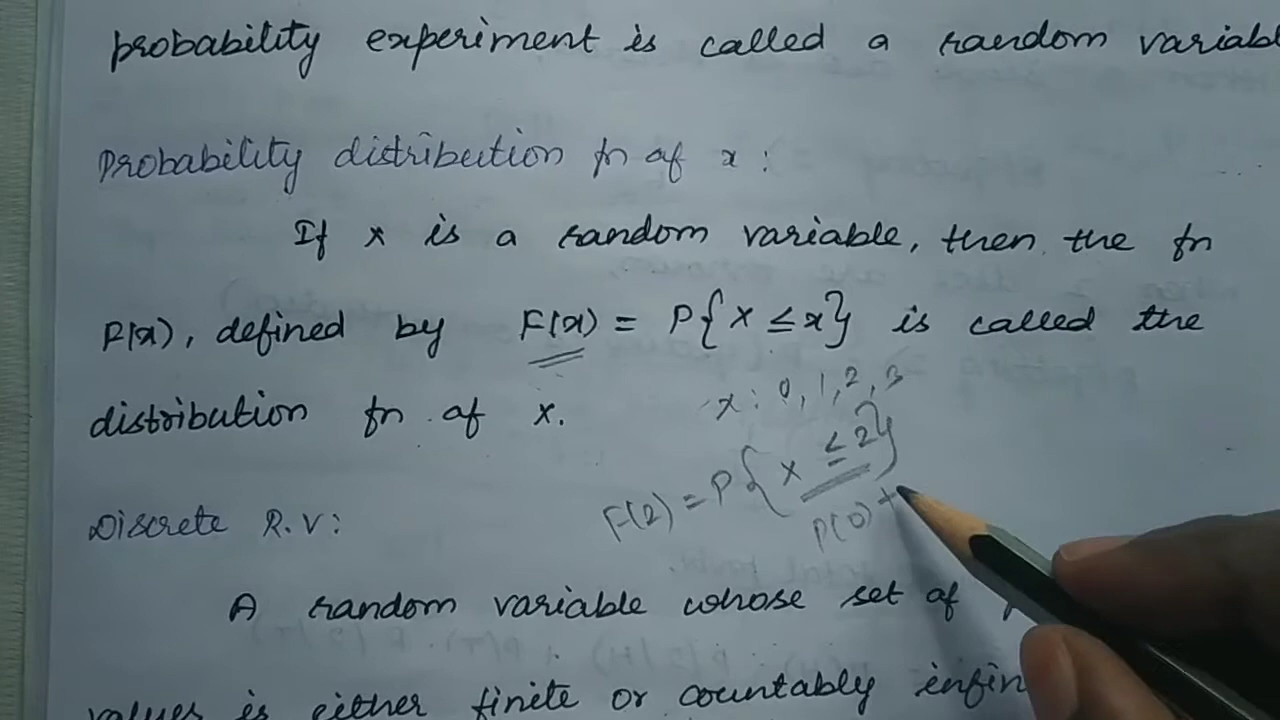 probability experiment is called a random variabl
Probability distribution fn of x :
If x is a random variable, then the fn
F(x), defined by F(x) = P{X ≤ x} is called the
distribution fn of X.
x : 0, 1, 2, 3
F(2) = P{X ≤ 2}
P(0) +
Discrete R.V:
A random variable whose set of
values is either finite or countably infin